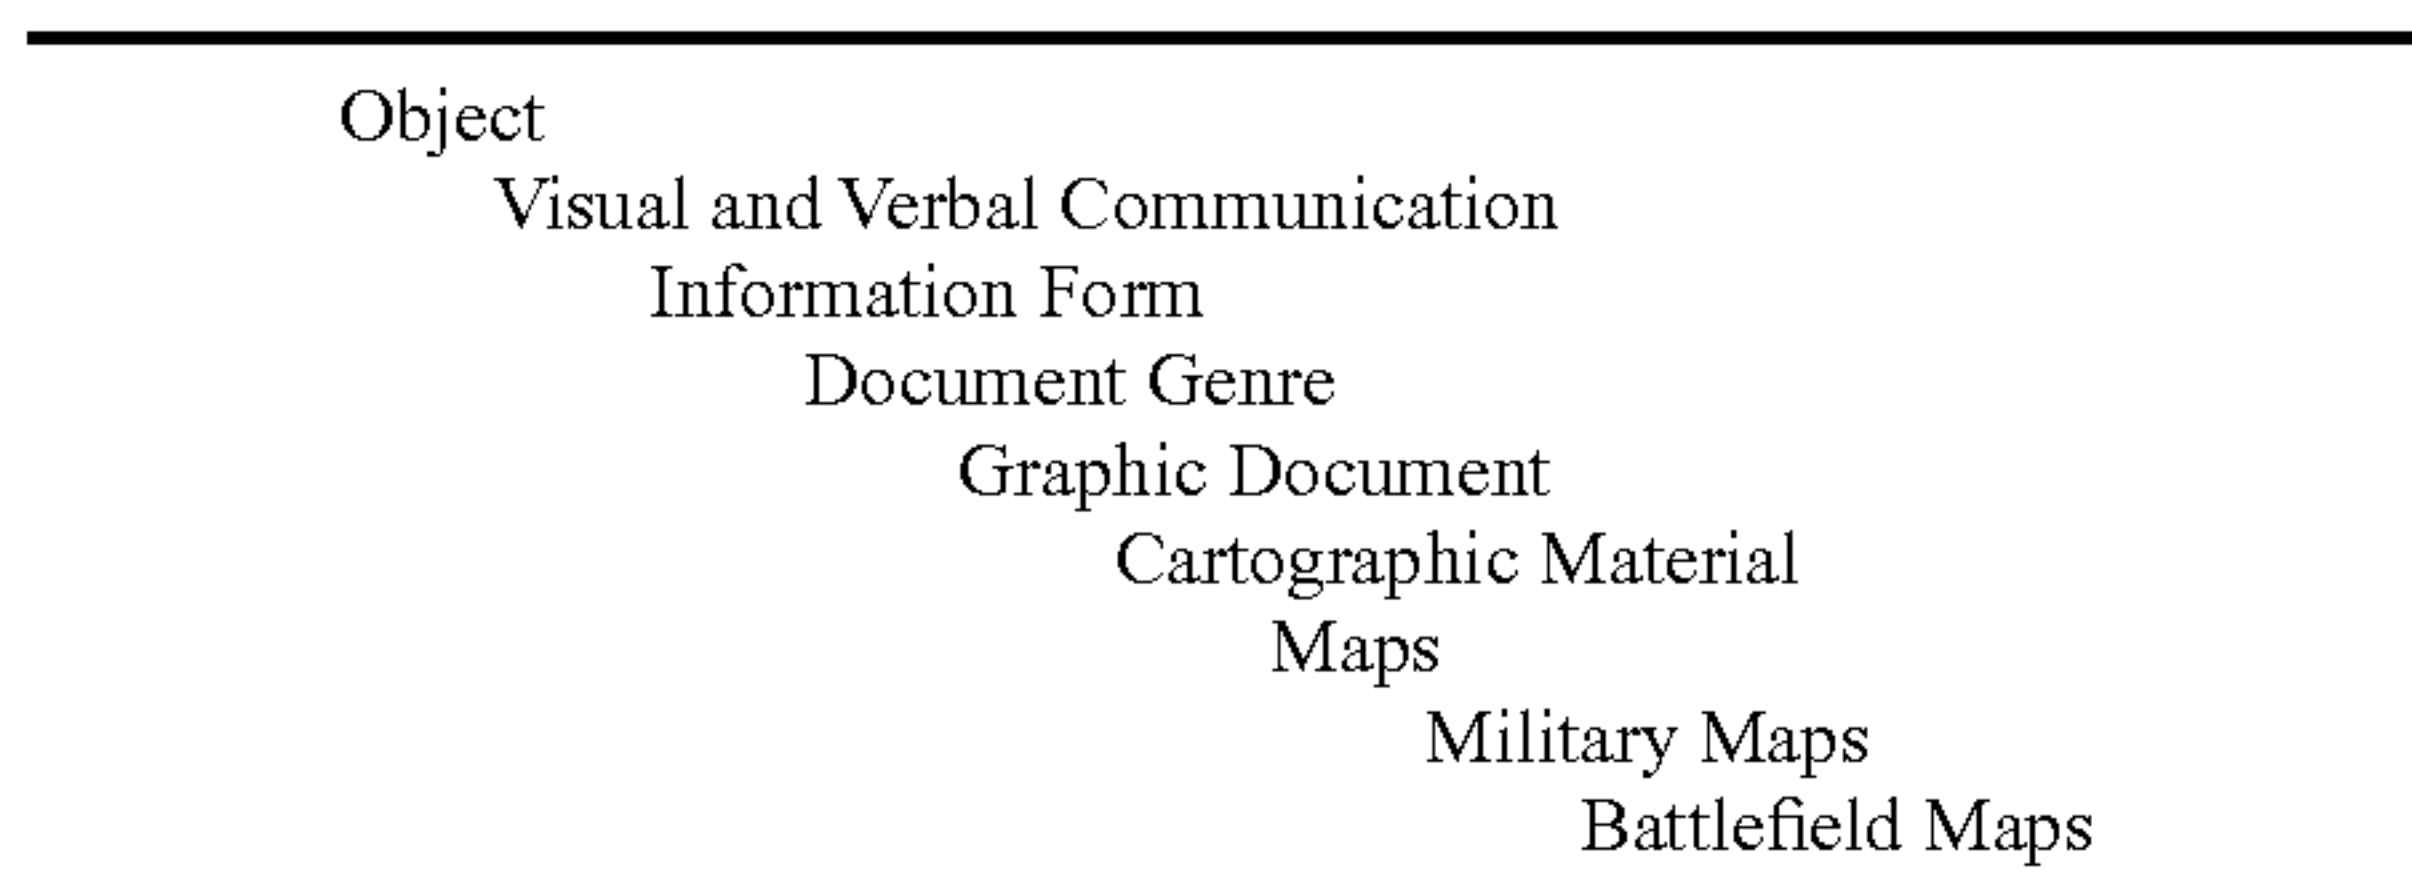 Object
Visual and Verbal Communication
Information Form
Document Genre
Graphic Document
Cartographic Material
Maps
Military Maps
Battlefield Maps